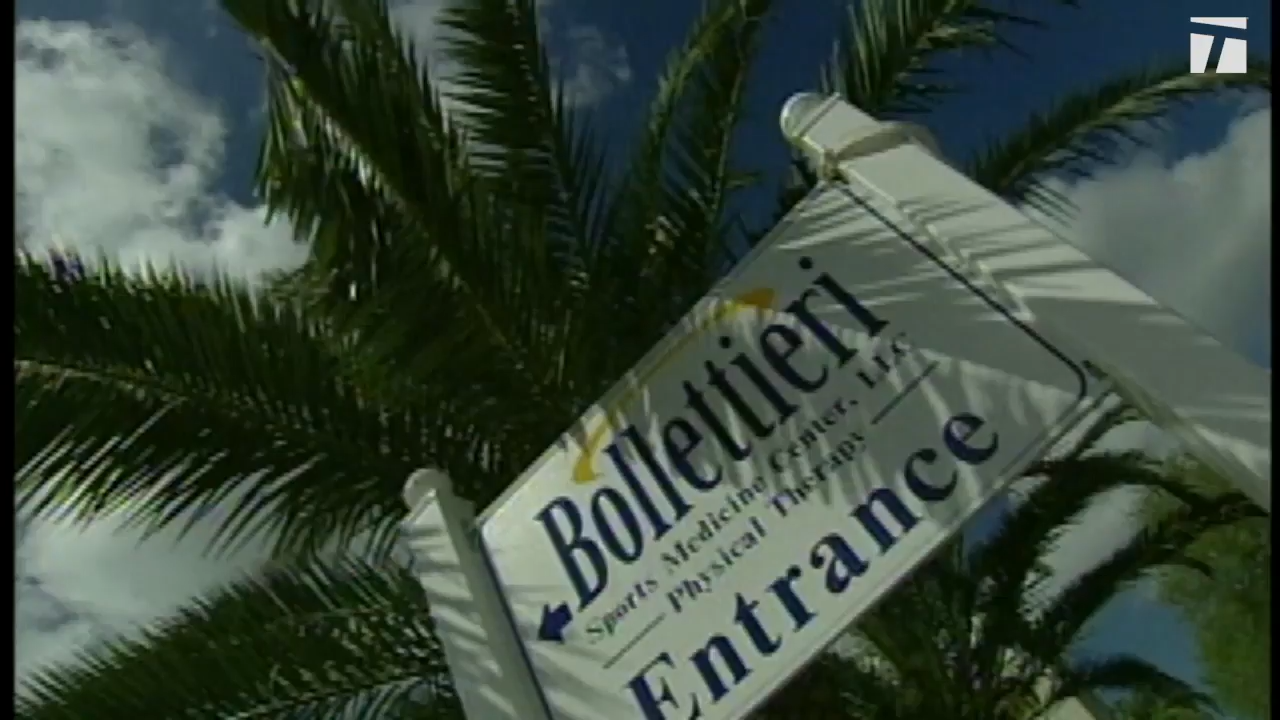 Bollettieri
Sports Medicine Center, LLC
Physical Therapy
Entrance
T